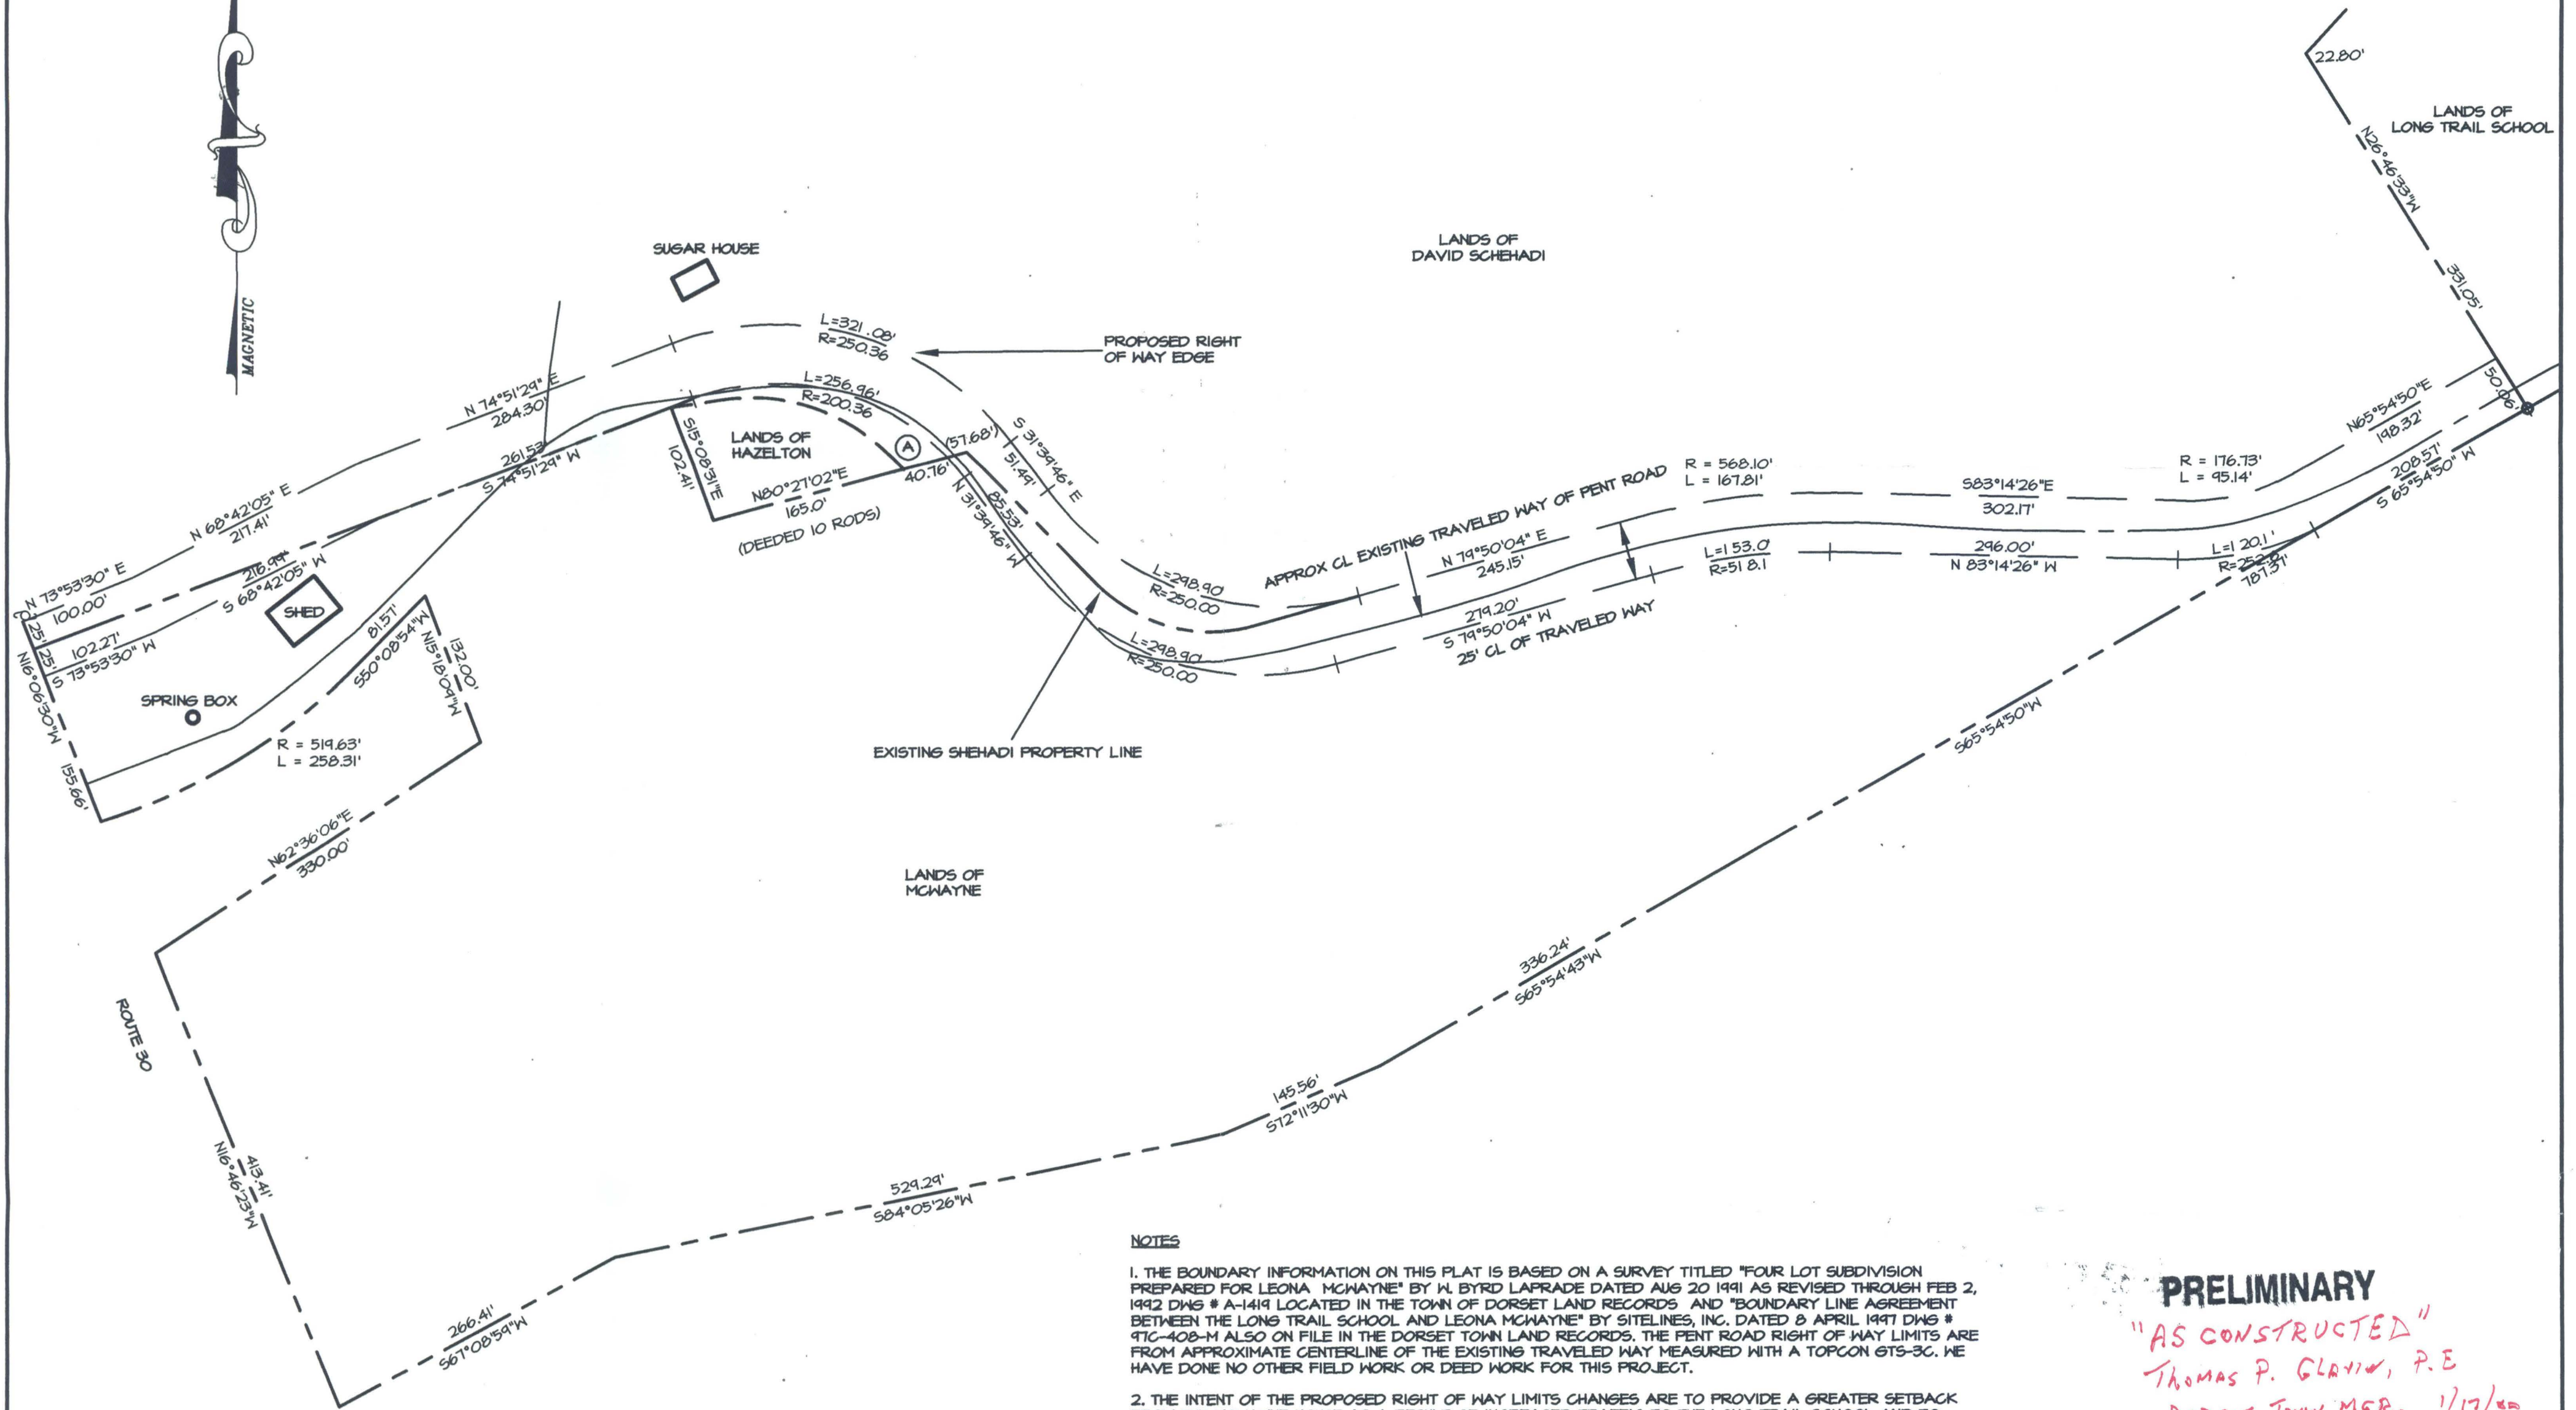 MAGNETIC
22.80'
LANDS OF
LONG TRAIL SCHOOL
N26°46'33"W
331.05'
50.06'
LANDS OF
DAVID SCHEHADI
SUGAR HOUSE
L=321.08'
R=250.36
PROPOSED RIGHT
OF WAY EDGE
N 74°51'29" E
284.30'
L=256.96'
R=200.36
261.53'
S 74°51'29" W
S15°08'31"E
102.41'
LANDS OF
HAZELTON
A
N80°27'02"E
165.0'
(DEEDED 10 RODS)
40.76'
(57.68')
S 31°39'46" E
51.49'
85.53'
N 31°39'46" W
N 68°42'05" E
217.41'
N 73°53'30" E
100.00'
25'
25'
102.27'
S 73°53'30" W
216.99'
S 68°42'05" W
SHED
81.57'
S50°08'54"W
132.00'
N15°18'09"W
N16°06'30"W
155.66'
SPRING BOX
R = 519.63'
L = 258.31'
L=298.90'
R=250.00
L=298.90'
R=250.00
APPROX CL EXISTING TRAVELED WAY OF PENT ROAD
N 79°50'04" E
245.15'
279.20'
S 79°50'04" W
25' CL OF TRAVELED WAY
R = 568.10'
L = 167.81'
L=153.0'
R=518.1
S83°14'26"E
302.17'
296.00'
N 83°14'26" W
R = 176.73'
L = 95.14'
L=120.1'
787.37'
N65°54'50"E
198.32'
208.57'
S 65°54'50" W
S65°54'50"W
EXISTING SHEHADI PROPERTY LINE
N62°36'06"E
330.00'
LANDS OF
MCWAYNE
ROUTE 30
413.41'
N16°46'23"W
336.24'
S65°54'43"W
145.56'
S72°11'30"W
529.29'
S84°05'26"W
266.41'
S67°08'59"W
NOTES
1. THE BOUNDARY INFORMATION ON THIS PLAT IS BASED ON A SURVEY TITLED "FOUR LOT SUBDIVISION
PREPARED FOR LEONA MCWAYNE" BY W. BYRD LAPRADE DATED AUG 20 1991 AS REVISED THROUGH FEB 2,
1992 DWG # A-1419 LOCATED IN THE TOWN OF DORSET LAND RECORDS AND "BOUNDARY LINE AGREEMENT
BETWEEN THE LONG TRAIL SCHOOL AND LEONA MCWAYNE" BY SITELINES, INC. DATED 8 APRIL 1997 DWG #
97C-408-M ALSO ON FILE IN THE DORSET TOWN LAND RECORDS. THE PENT ROAD RIGHT OF WAY LIMITS ARE
FROM APPROXIMATE CENTERLINE OF THE EXISTING TRAVELED WAY MEASURED WITH A TOPCON GTS-3C. WE
HAVE DONE NO OTHER FIELD WORK OR DEED WORK FOR THIS PROJECT.
2. THE INTENT OF THE PROPOSED RIGHT OF WAY LIMITS CHANGES ARE TO PROVIDE A GREATER SETBACK
PRELIMINARY
"AS CONSTRUCTED"
THOMAS P. GLAVIN, P.E
TOWN MGR.